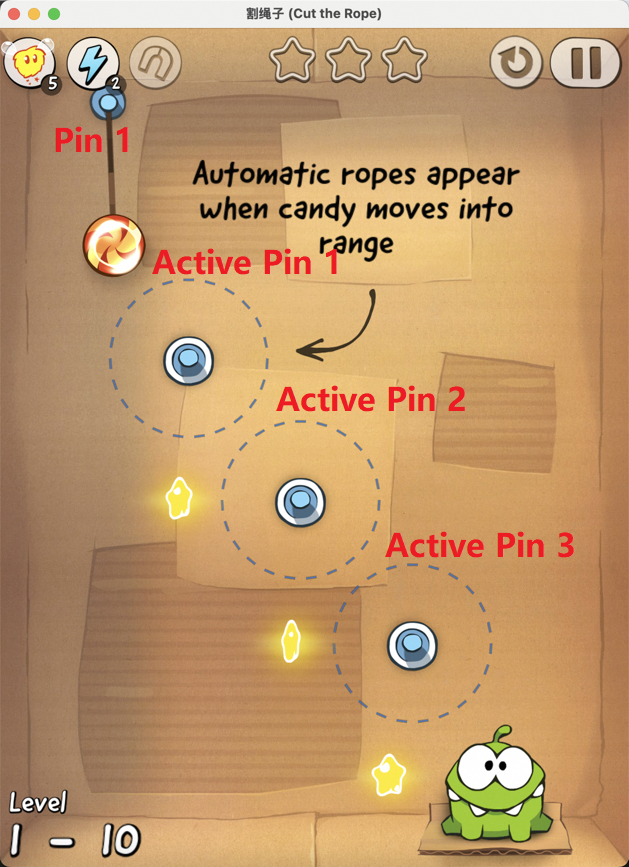 割绳子 (Cut the Rope)
5
2
Pin 1
Automatic ropes appear
when candy moves into
range
Active Pin 1
Active Pin 2
Active Pin 3
Level
1 - 10